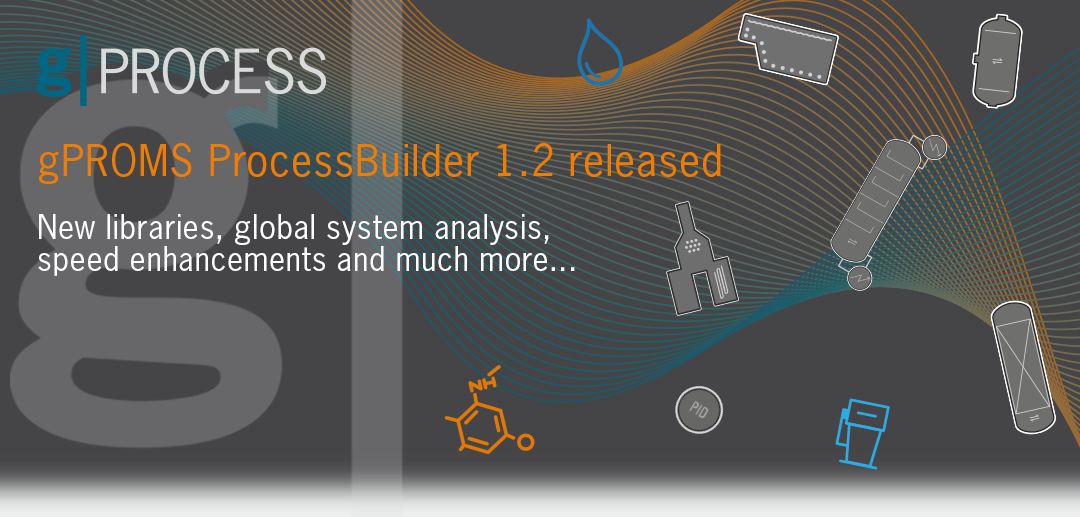 g|PROCESS
gPROMS ProcessBuilder 1.2 released
New libraries, global system analysis,
speed enhancements and much more...
g|
NH
O
PID